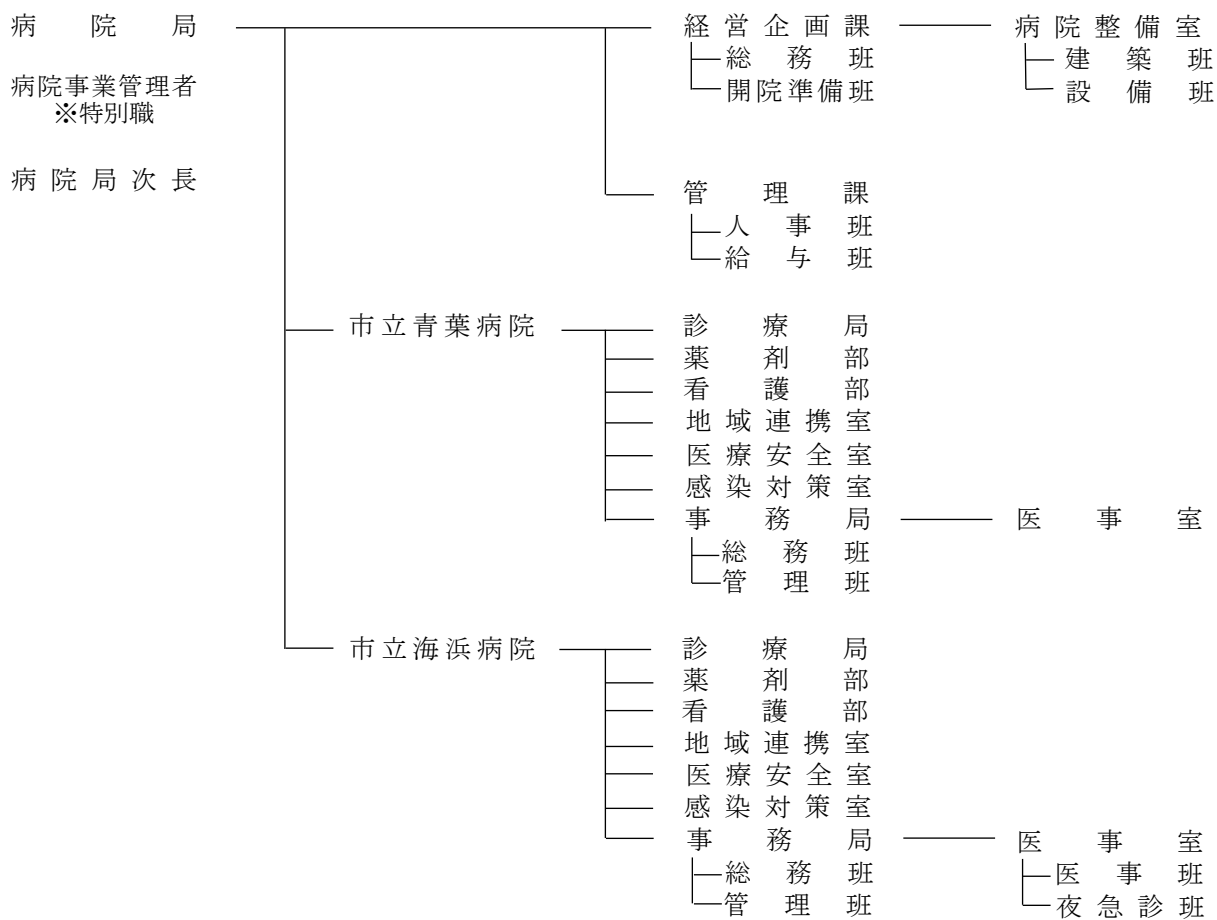 病院局 経営企画課 病院整備室
総務班 建築班
病院事業管理者 開院準備班 設備班
※特別職
病院局次長 管理課
人事班
給与班
市立青葉病院 診療局
薬剤部
看護部
地域連携室
医療安全室
感染対策室
事務局 医事室
総務班
管理班
市立海浜病院 診療局
薬剤部
看護部
地域連携室
医療安全室
感染対策室
事務局 医事室
総務班 医事班
管理班 夜急診班